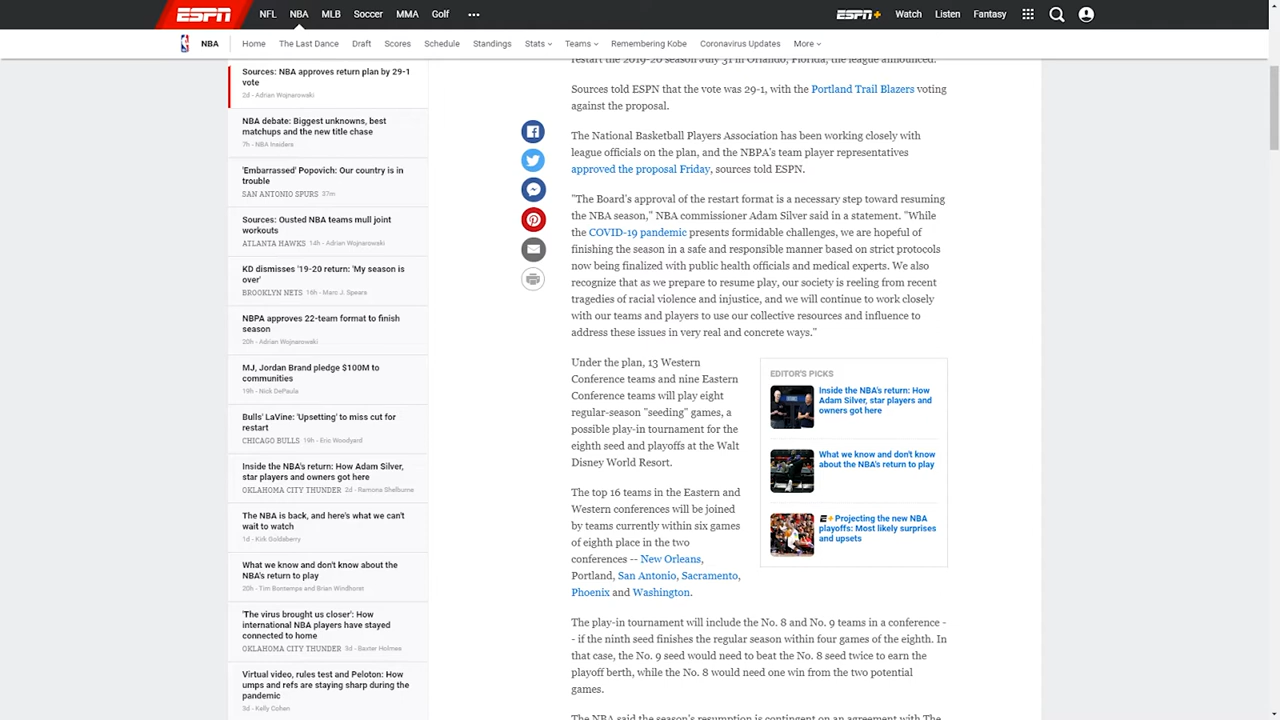 ESPN NFL NBA MLB Soccer MMA Golf ESPN+ Watch Listen Fantasy
NBA Home The Last Dance Draft Scores Schedule Standings Stats Teams Remembering Kobe Coronavirus Updates More
Sources: NBA approves return plan by 29-1
vote
2d - Adrian Wojnarowski
NBA debate: Biggest unknowns, best
matchups and the new title chase
7h - NBA Insiders
'Embarrassed' Popovich: Our country is in
trouble
SAN ANTONIO SPURS 37m
Sources: Ousted NBA teams mull joint
workouts
ATLANTA HAWKS 14h - Adrian Wojnarowski
KD dismisses '19-20 return: 'My season is
over'
BROOKLYN NETS 16h - Marc J. Spears
NBPA approves 22-team format to finish
season
20h - Adrian Wojnarowski
MJ, Jordan Brand pledge $100M to
communities
19h - Nick DePaula
Bulls' LaVine: 'Upsetting' to miss cut for
restart
CHICAGO BULLS 19h - Eric Woodyard
Inside the NBA's return: How Adam Silver,
star players and owners got here
OKLAHOMA CITY THUNDER 2d - Ramona Shelburne
The NBA is back, and here's what we can't
wait to watch
1d - Kirk Goldsberry
What we know and don't know about the
NBA's return to play
20h - Tim Bontemps and Brian Windhorst
'The virus brought us closer': How
international NBA players have stayed
connected to home
OKLAHOMA CITY THUNDER 3d - Baxter Holmes
Virtual video, rules test and Peloton: How
umps and refs are staying sharp during the
pandemic
3d - Kelly Cohen
restart the 2019-20 season July 31 in Orlando, Florida, the league announced.
Sources told ESPN that the vote was 29-1, with the Portland Trail Blazers voting
against the proposal.
The National Basketball Players Association has been working closely with
league officials on the plan, and the NBPA's team player representatives
approved the proposal Friday, sources told ESPN.
"The Board's approval of the restart format is a necessary step toward resuming
the NBA season," NBA commissioner Adam Silver said in a statement. "While
the COVID-19 pandemic presents formidable challenges, we are hopeful of
finishing the season in a safe and responsible manner based on strict protocols
now being finalized with public health officials and medical experts. We also
recognize that as we prepare to resume play, our society is reeling from recent
tragedies of racial violence and injustice, and we will continue to work closely
with our teams and players to use our collective resources and influence to
address these issues in very real and concrete ways."
Under the plan, 13 Western
Conference teams and nine Eastern
Conference teams will play eight
regular-season "seeding" games, a
possible play-in tournament for the
eighth seed and playoffs at the Walt
Disney World Resort.
The top 16 teams in the Eastern and
Western conferences will be joined
by teams currently within six games
of eighth place in the two
conferences -- New Orleans,
Portland, San Antonio, Sacramento,
Phoenix and Washington.
EDITOR'S PICKS
Inside the NBA's return: How
Adam Silver, star players and
owners got here
What we know and don't know
about the NBA's return to play
E+ Projecting the new NBA
playoffs: Most likely surprises
and upsets
The play-in tournament will include the No. 8 and No. 9 teams in a conference -
- if the ninth seed finishes the regular season within four games of the eighth. In
that case, the No. 9 seed would need to beat the No. 8 seed twice to earn the
playoff berth, while the No. 8 would need one win from the two potential
games.
The NBA said the season's resumption is contingent on an agreement with The